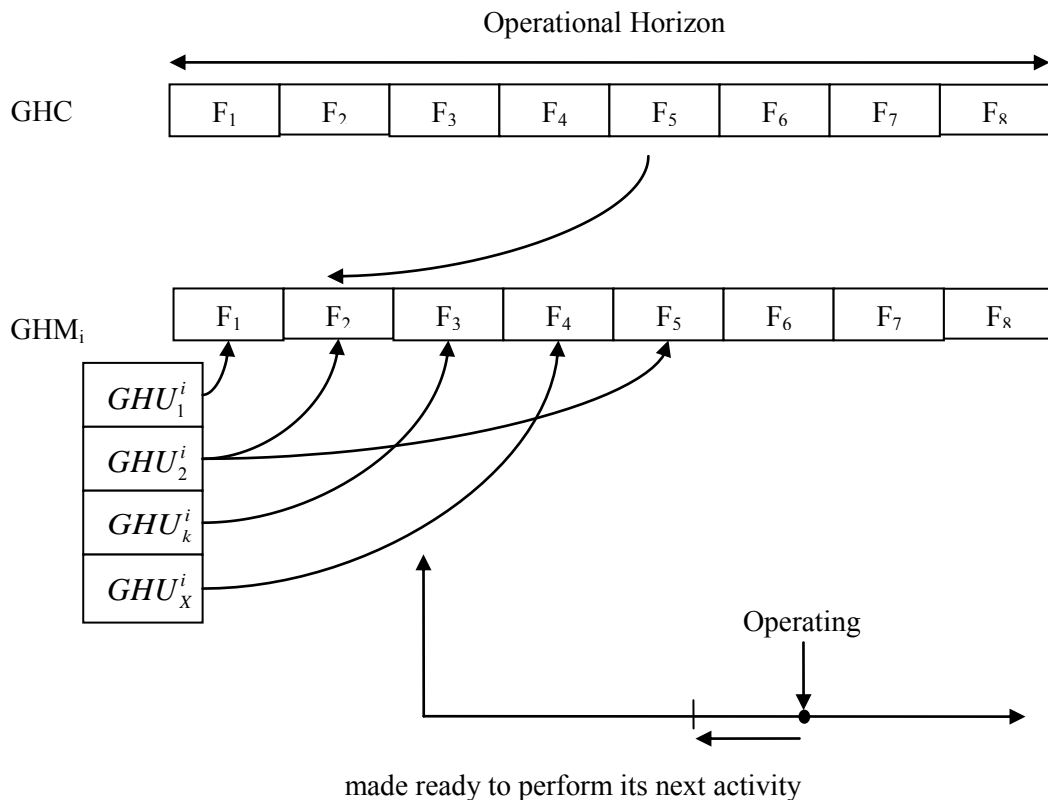 Operational Horizon
GHC F₁ F₂ F₃ F₄ F₅ F₆ F₇ F₈
GHMᵢ F₁ F₂ F₃ F₄ F₅ F₆ F₇ F₈
GHU₁ⁱ
GHU₂ⁱ
GHUₖⁱ
GHU_X^i
Operating
made ready to perform its next activity